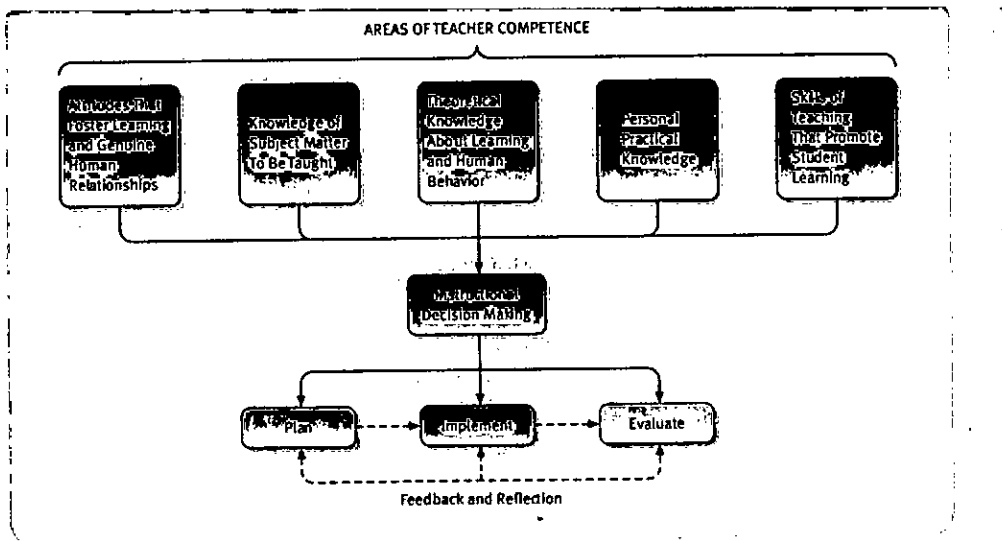 AREAS OF TEACHER COMPETENCE
Attitudes That
Foster Learning
and Genuine
Human
Relationships
Knowledge of
Subject Matter
To Be Taught
Theoretical
Knowledge
About Learning
and Human
Behavior
Personal
Practical
Knowledge
Skills of
Teaching
That Promote
Student
Learning
Instructional
Decision Making
Plan
Implement
Evaluate
Feedback and Reflection